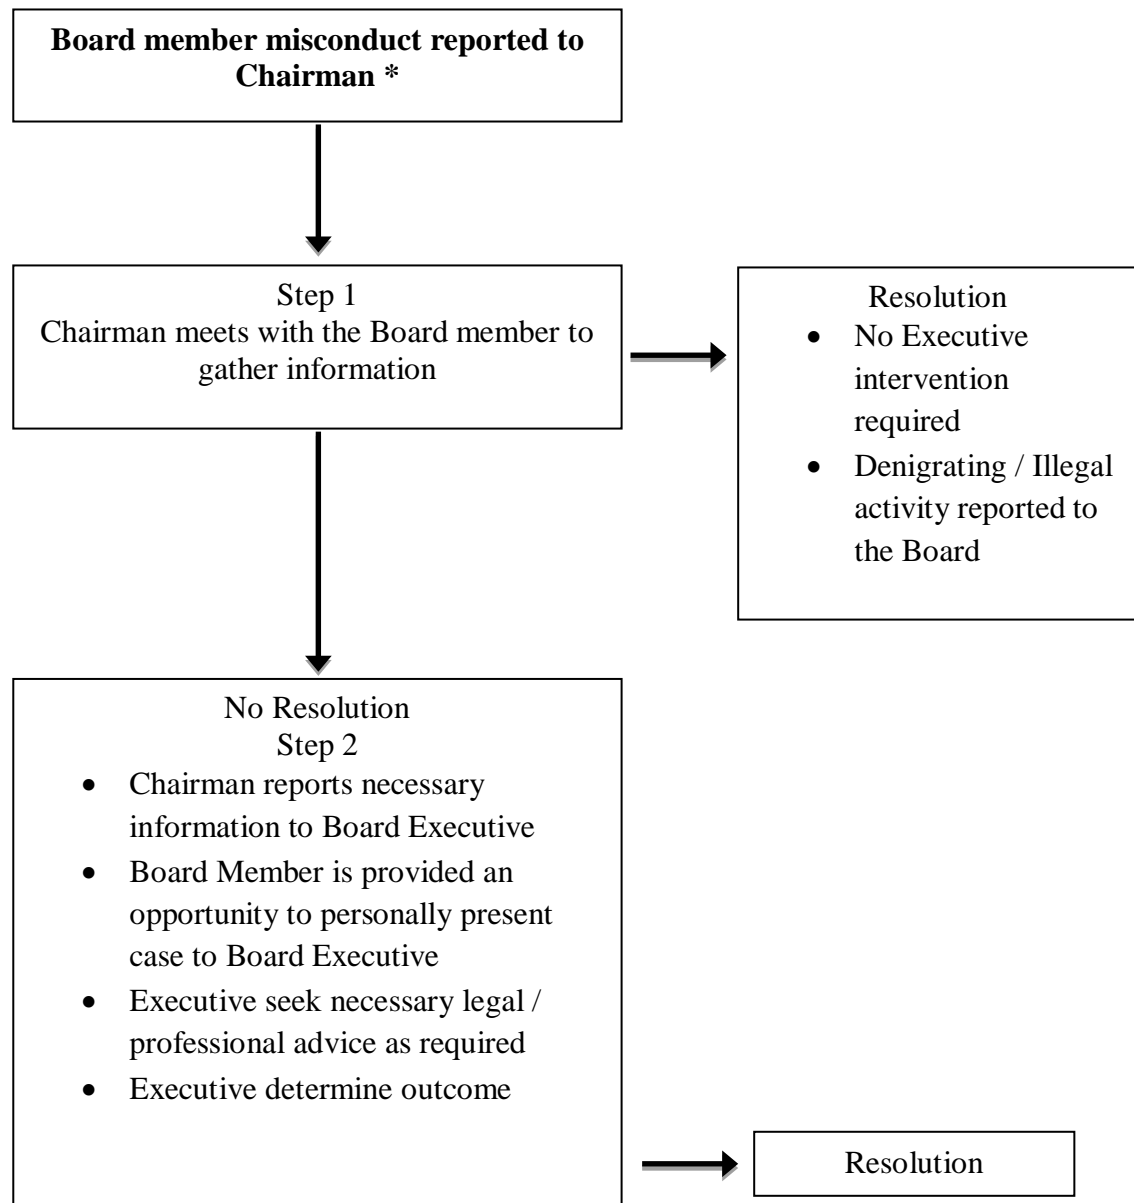 Board member misconduct reported to
Chairman *
Step 1
Chairman meets with the Board member to
gather information
Resolution
• No Executive
intervention
required
• Denigrating / Illegal
activity reported to
the Board
No Resolution
Step 2
• Chairman reports necessary
information to Board Executive
• Board Member is provided an
opportunity to personally present
case to Board Executive
• Executive seek necessary legal /
professional advice as required
• Executive determine outcome
Resolution